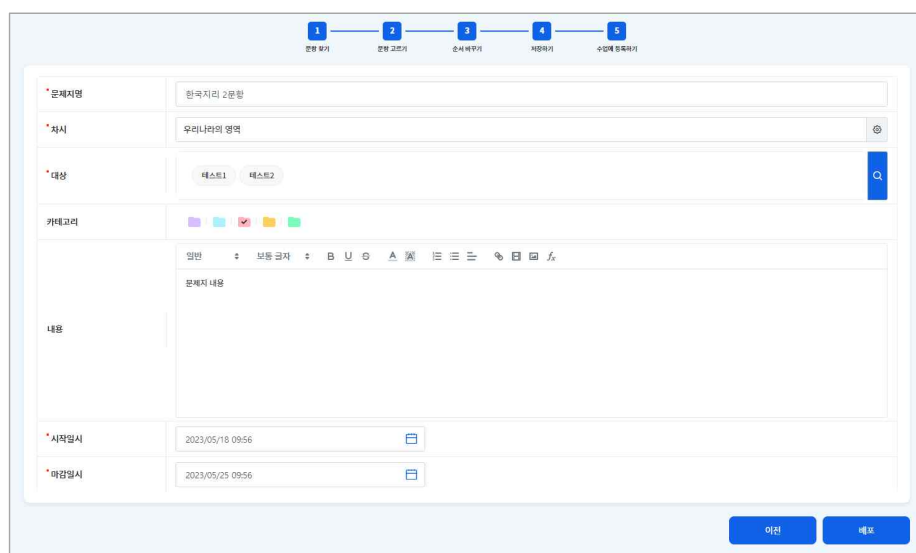 1 2 3 4 5
문항 찾기 문항 고르기 순서 바꾸기 저장하기 수업에 등록하기
*문제지명 한국지리 2문항
*차시 우리나라의 영역
*대상 테스트1 테스트2
카테고리
일반 보통 글자 B U S A A fx
문제지 내용
내용
*시작일시 2023/05/18 09:56
*마감일시 2023/05/25 09:56
이전 배포